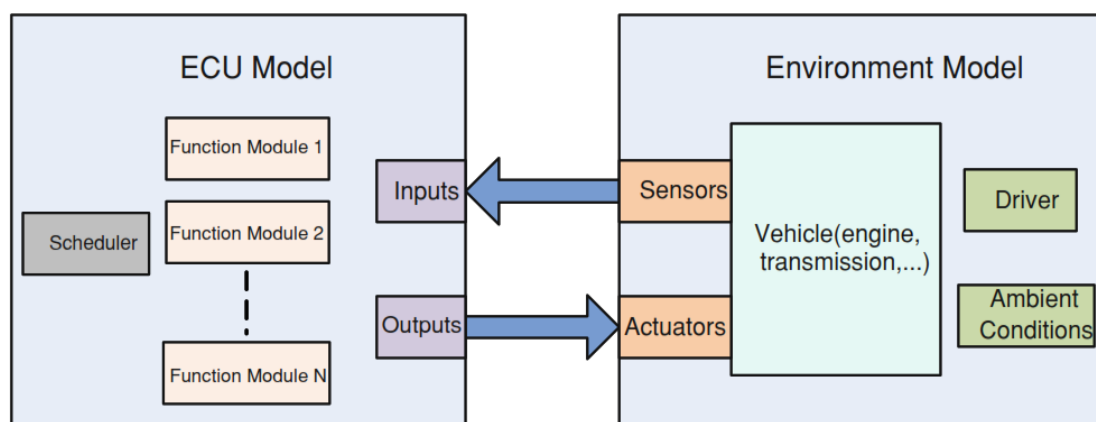 ECU Model
Function Module 1
Scheduler
Function Module 2
Function Module N
Inputs
Outputs
Environment Model
Sensors
Actuators
Vehicle(engine,
transmission,...)
Driver
Ambient
Conditions